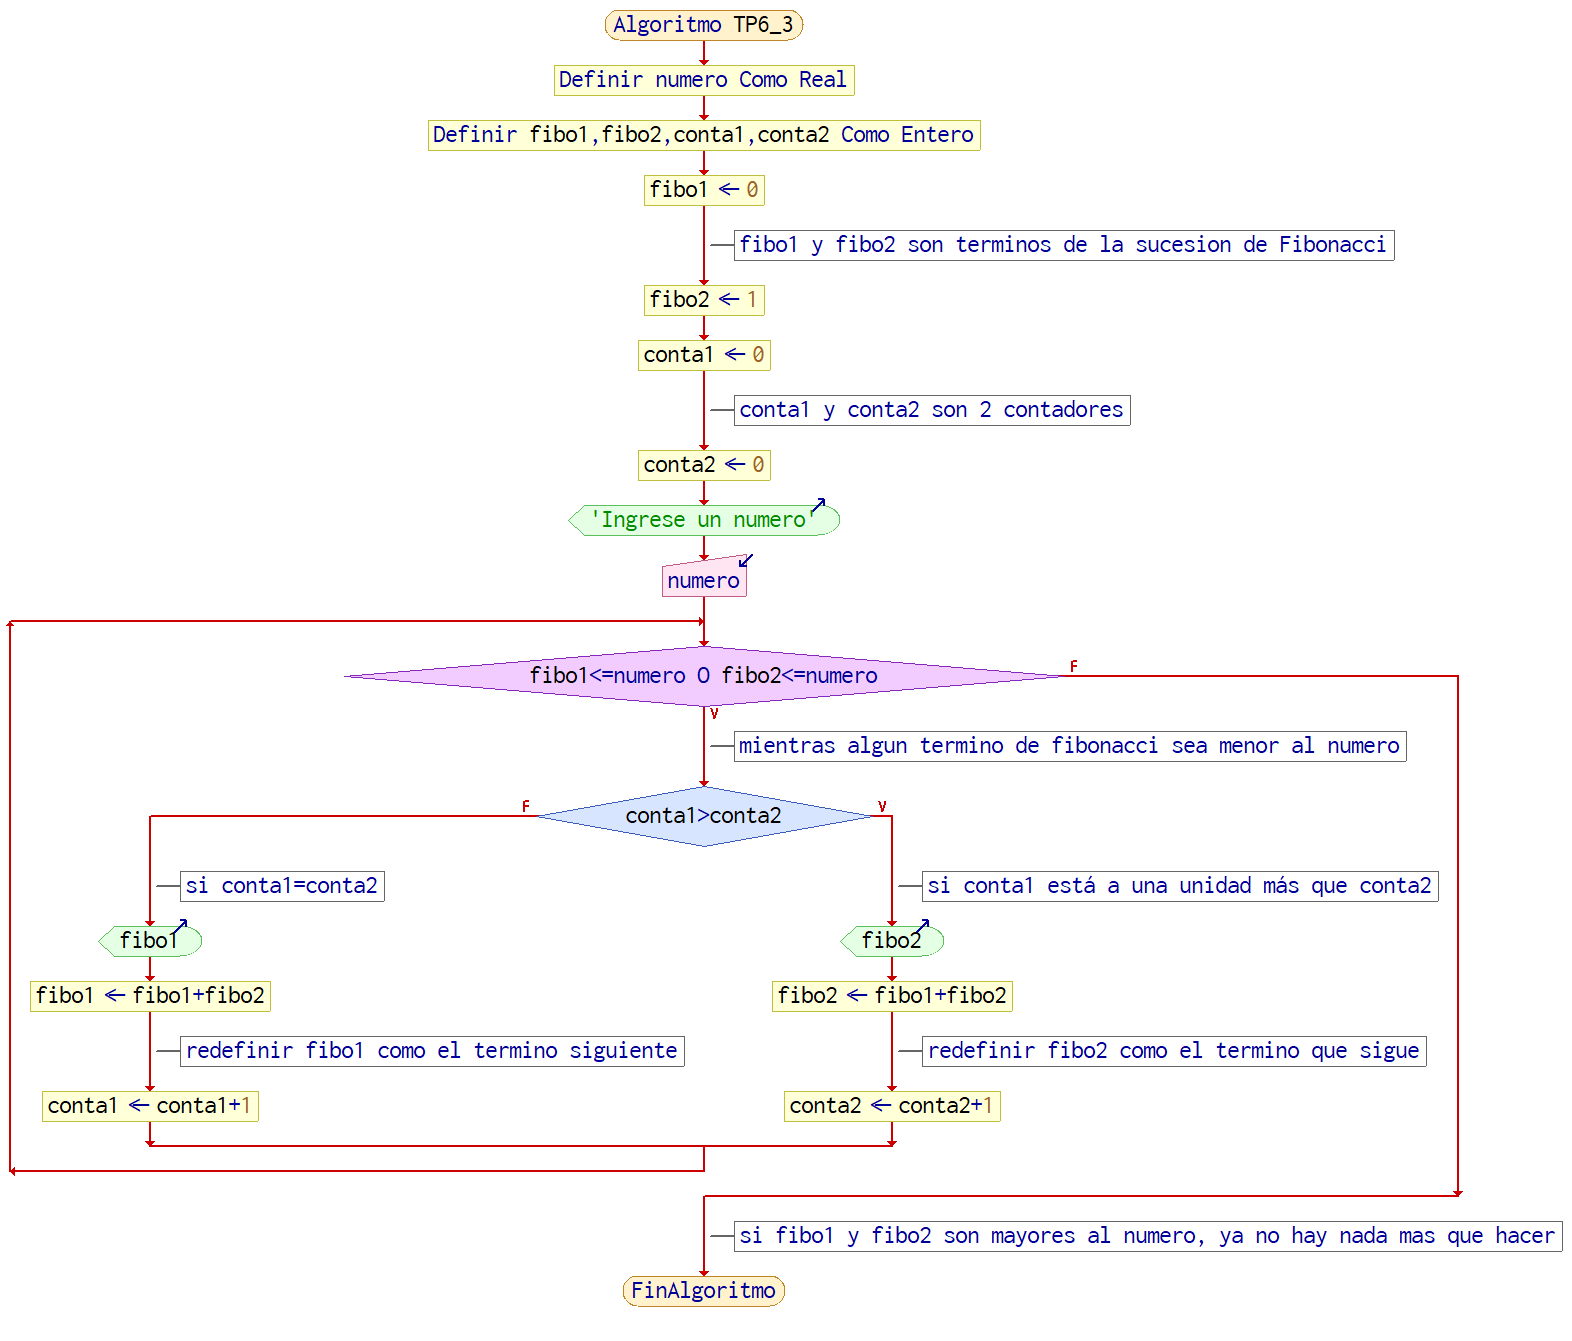 Algoritmo TP6_3
Definir numero Como Real
Definir fibo1,fibo2,conta1,conta2 Como Entero
fibo1 ← 0
fibo1 y fibo2 son terminos de la sucesion de Fibonacci
fibo2 ← 1
conta1 ← 0
conta1 y conta2 son 2 contadores
conta2 ← 0
'Ingrese un numero'
numero
fibo1<=numero O fibo2<=numero
F
V
mientras algun termino de fibonacci sea menor al numero
conta1>conta2
F
V
si conta1=conta2
si conta1 está a una unidad más que conta2
fibo1
fibo2
fibo1 ← fibo1+fibo2
fibo2 ← fibo1+fibo2
redefinir fibo1 como el termino siguiente
redefinir fibo2 como el termino que sigue
conta1 ← conta1+1
conta2 ← conta2+1
si fibo1 y fibo2 son mayores al numero, ya no hay nada mas que hacer
FinAlgoritmo